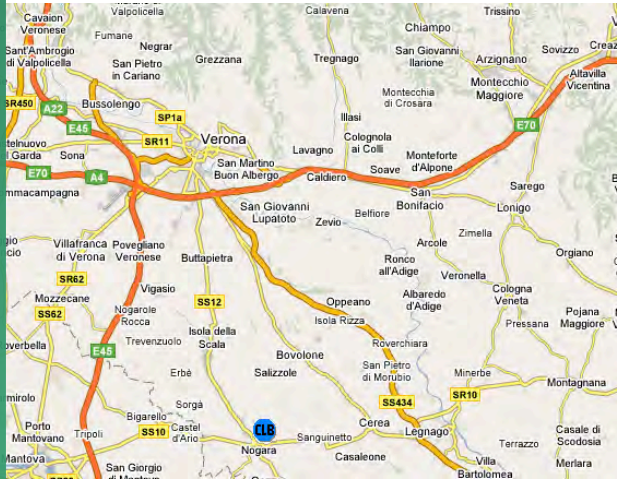 Calavena
Trissino
Cavaion
Veronese
Valpolicella
Fumane
Negrar
Chiampo
Sant'Ambrogio
di Valpolicella
San Pietro
in Cariano
Grezzana
Tregnago
San Giovanni
Ilarione
Arzignano
Sovizzo
Creaz
Montecchio
Maggiore
Altavilla
Vicentina
SR450
A22
Bussolengo
Montecchia
di Crosara
E45
SP1a
Illasi
E70
SR11
Verona
Colognola
ai Colli
telnuovo
l Garda
Sona
Lavagno
Monteforte
d'Alpone
E70
A4
San Martino
Buon Albergo
Caldiero
Soave
Sarego
mmacampagna
San
Bonifacio
San Giovanni
Lupatoto
Zevio
Belfiere
Lonigo
Villafranca
di Verona
Povegliano
Veronese
Buttapietra
Arcole
Zimella
Orgiano
Ronco
all'Adige
SR62
Vigasio
Veronella
Mozzecane
SS12
Oppeano
Albaredo
d'Adige
Cologna
Veneta
SS62
Nogarole
Rocca
Isola Rizza
Pressana
Pojana
Maggiore
Isola della
Scala
overbella
E45
Trevenzuolo
Roverchiara
Bovolone
Erbè
Salizzole
San Pietro
di Morubio
Minerbe
Montagnana
mirolo
Sorgà
SS434
SR10
Bigarello
Porto
Mantovano
Tripoli
SS10
Castel
d'Ario
CLB
Sanguinetto
Cerea
Legnago
Casale di
Scodosia
Terrazzo
Nogara
Casaleone
Villa
Bartolomea
Merlara
Mantova
San Giorgio